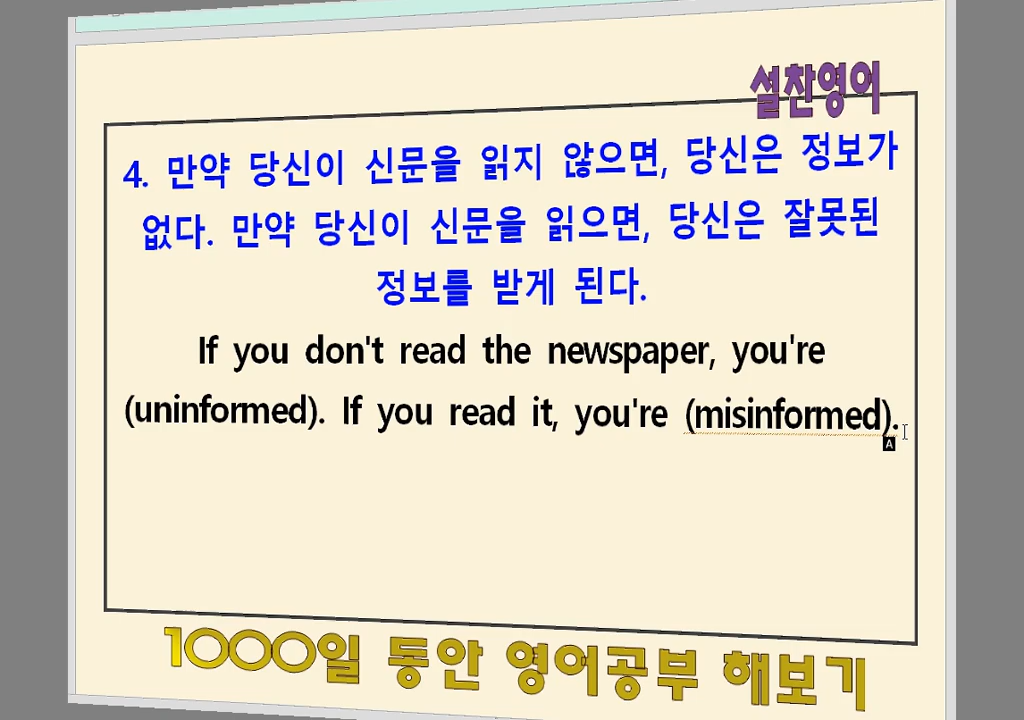 설찬영어
4. 만약 당신이 신문을 읽지 않으면, 당신은 정보가
없다. 만약 당신이 신문을 읽으면, 당신은 잘못된
정보를 받게 된다.
If you don't read the newspaper, you're
(uninformed). If you read it, you're (misinformed).
A
1000일 동안 영어공부 해보기